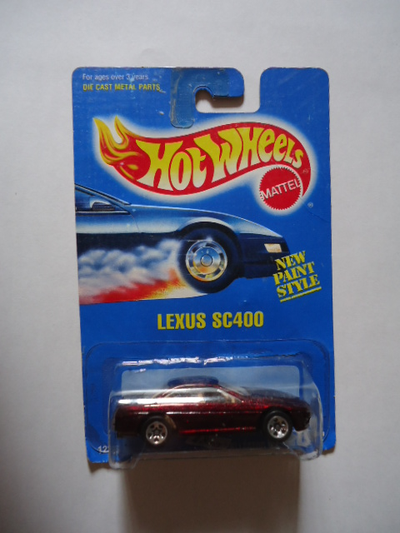 For ages over 3 years
DIE CAST METAL PARTS
HOT WHEELS
MATTEL
®
NEW
PAINT
STYLE
LEXUS SC400